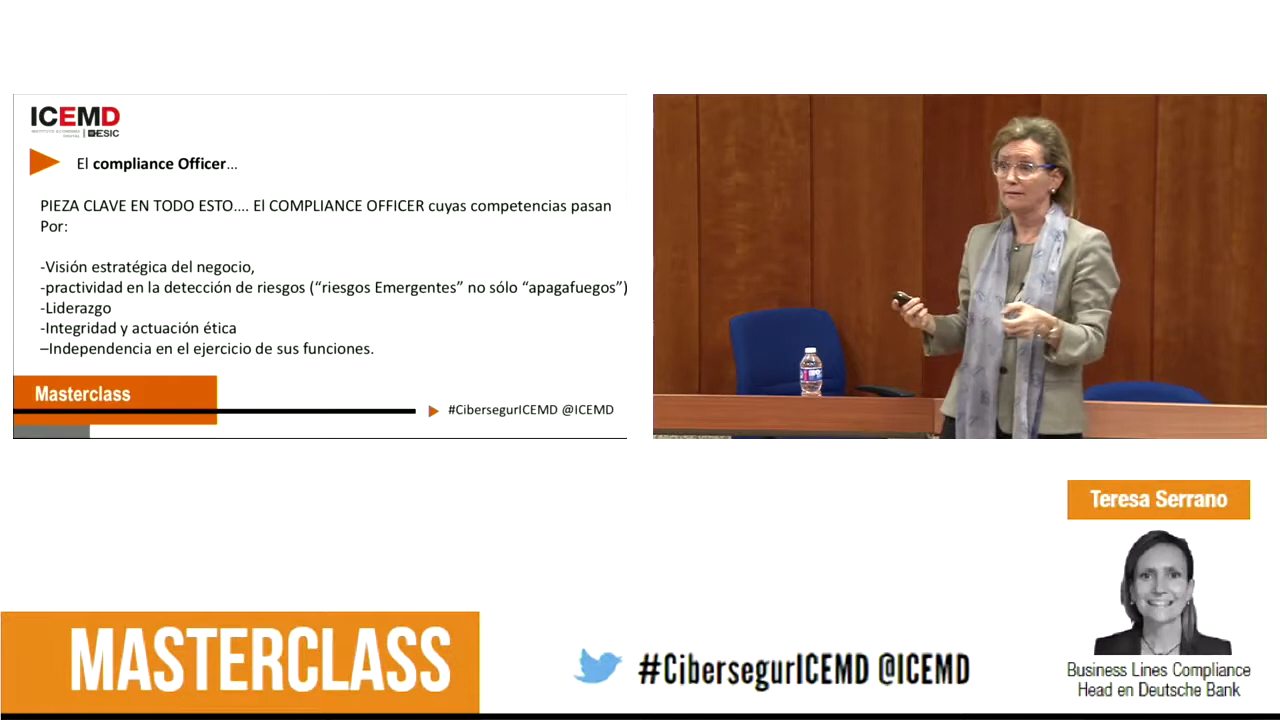 ICEMD
INSTITUTO ECONOMÍA
DIGITAL | ESIC
El compliance Officer...
PIEZA CLAVE EN TODO ESTO.... El COMPLIANCE OFFICER cuyas competencias pasan
Por:
-Visión estratégica del negocio,
-practividad en la detección de riesgos (“riesgos Emergentes” no sólo “apagafuegos”)
-Liderazgo
-Integridad y actuación ética
–Independencia en el ejercicio de sus funciones.
Masterclass
#CibersegurICEMD @ICEMD
Teresa Serrano
Business Lines Compliance
Head en Deutsche Bank
MASTERCLASS
#CibersegurICEMD @ICEMD